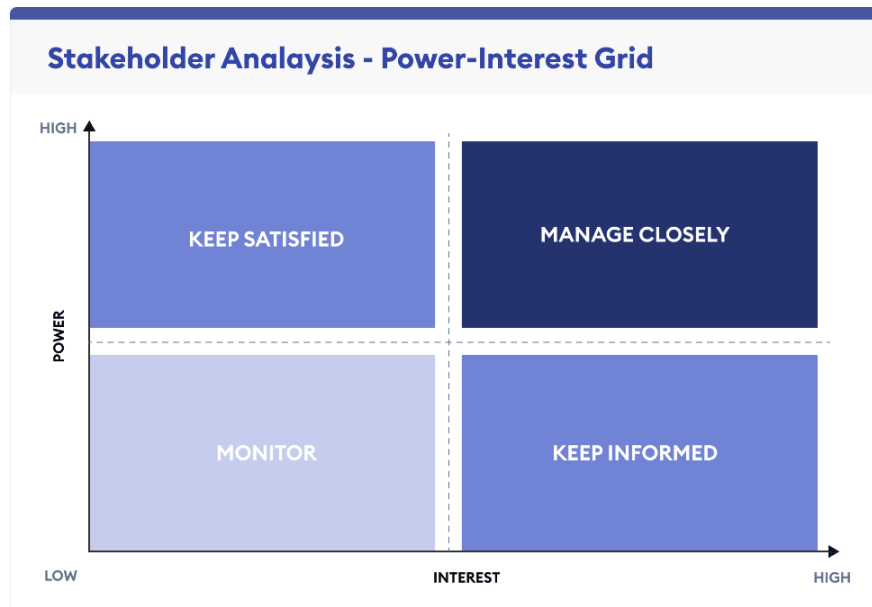 Stakeholder Analaysis - Power-Interest Grid
HIGH
KEEP SATISFIED
MANAGE CLOSELY
POWER
MONITOR
KEEP INFORMED
LOW
INTEREST
HIGH